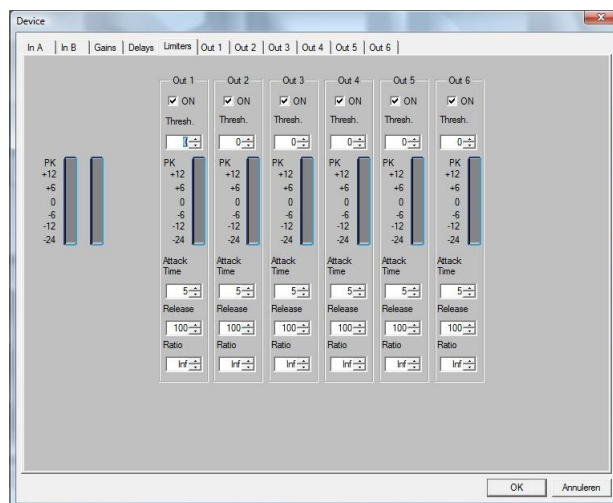 Device
In A In B Gains Delays Limiters Out 1 Out 2 Out 3 Out 4 Out 5 Out 6
Out 1 Out 2 Out 3 Out 4 Out 5 Out 6
ON ON ON ON ON ON
Thresh. Thresh. Thresh. Thresh. Thresh. Thresh.
0 0 0 0 0
PK PK PK PK PK PK PK
+12 +12 +12 +12 +12 +12 +12
+6 +6 +6 +6 +6 +6 +6
0 0 0 0 0 0 0
-6 -6 -6 -6 -6 -6 -6
-12 -12 -12 -12 -12 -12 -12
-24 -24 -24 -24 -24 -24 -24
Attack Attack Attack Attack Attack Attack
Time Time Time Time Time Time
5 5 5 5 5 5
Release Release Release Release Release Release
100 100 100 100 100 100
Ratio Ratio Ratio Ratio Ratio Ratio
Inf Inf Inf Inf Inf Inf
OK Annuleren